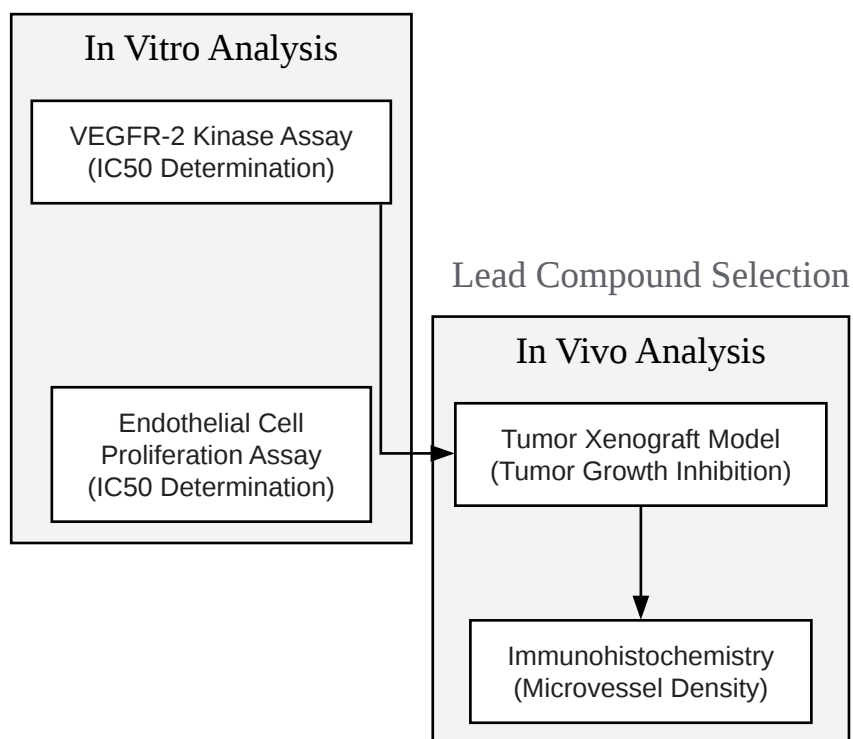 In Vitro Analysis
VEGFR-2 Kinase Assay
(IC50 Determination)
Endothelial Cell
Proliferation Assay
(IC50 Determination)
Lead Compound Selection
In Vivo Analysis
Tumor Xenograft Model
(Tumor Growth Inhibition)
Immunohistochemistry
(Microvessel Density)